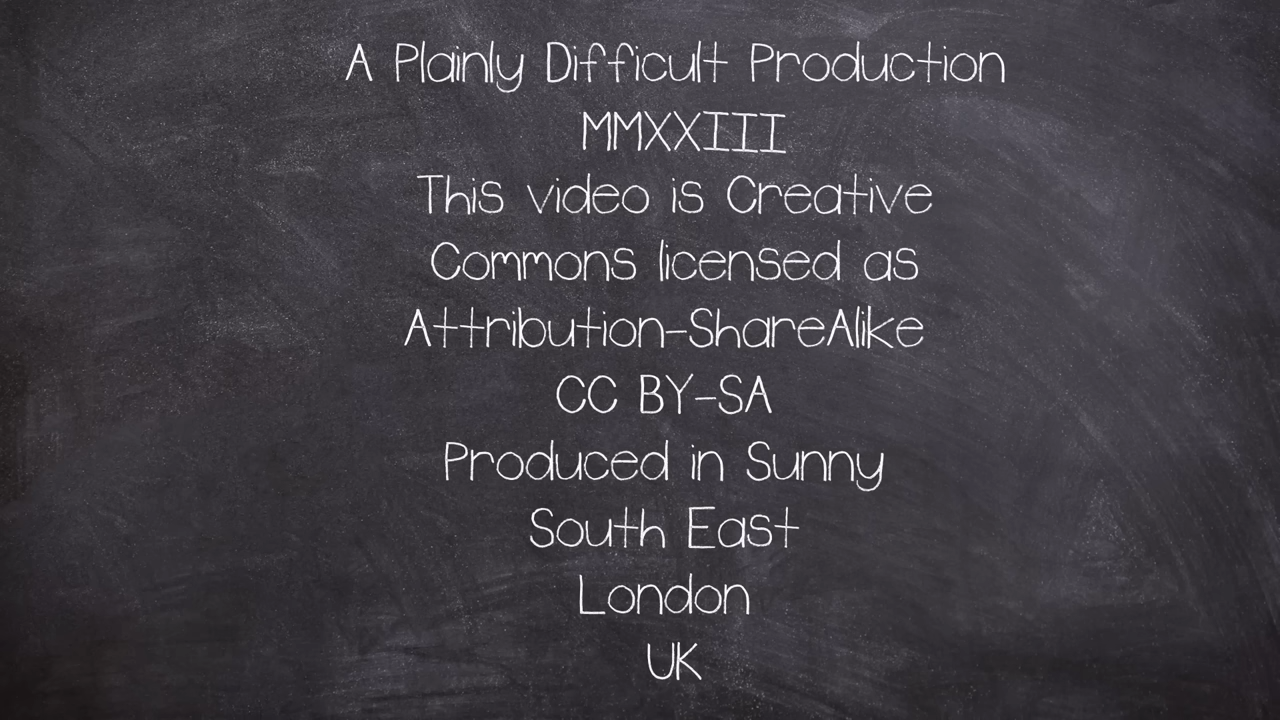 A Plainly Difficult Production
MMXXIII
This video is Creative
Commons licensed as
Attribution-ShareAlike
CC BY-SA
Produced in Sunny
South East
London
UK